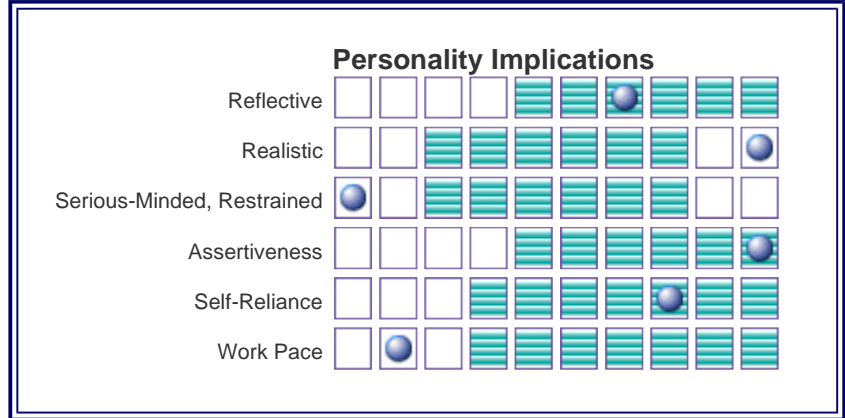 Personality Implications
Reflective
Realistic
Serious-Minded, Restrained
Assertiveness
Self-Reliance
Work Pace